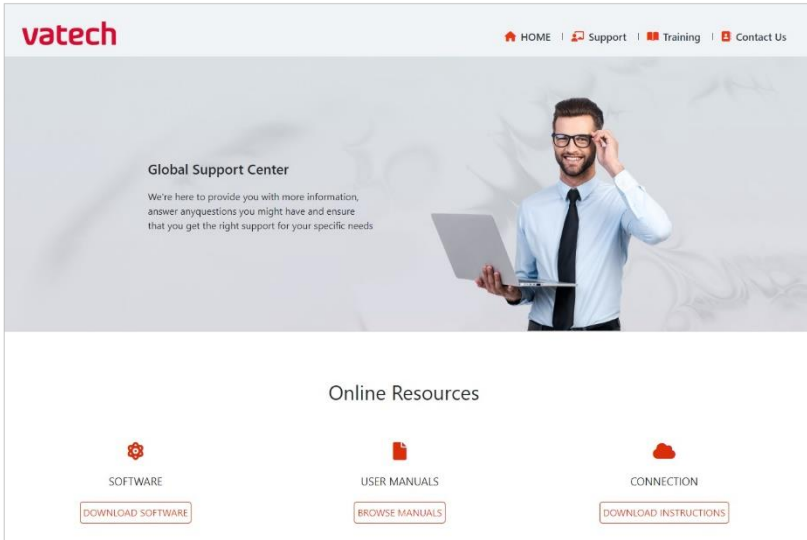 vatech
HOME | Support | Training | Contact Us
Global Support Center
We're here to provide you with more information,
answer anyquestions you might have and ensure
that you get the right support for your specific needs
Online Resources
SOFTWARE
USER MANUALS
CONNECTION
DOWNLOAD SOFTWARE
BROWSE MANUALS
DOWNLOAD INSTRUCTIONS